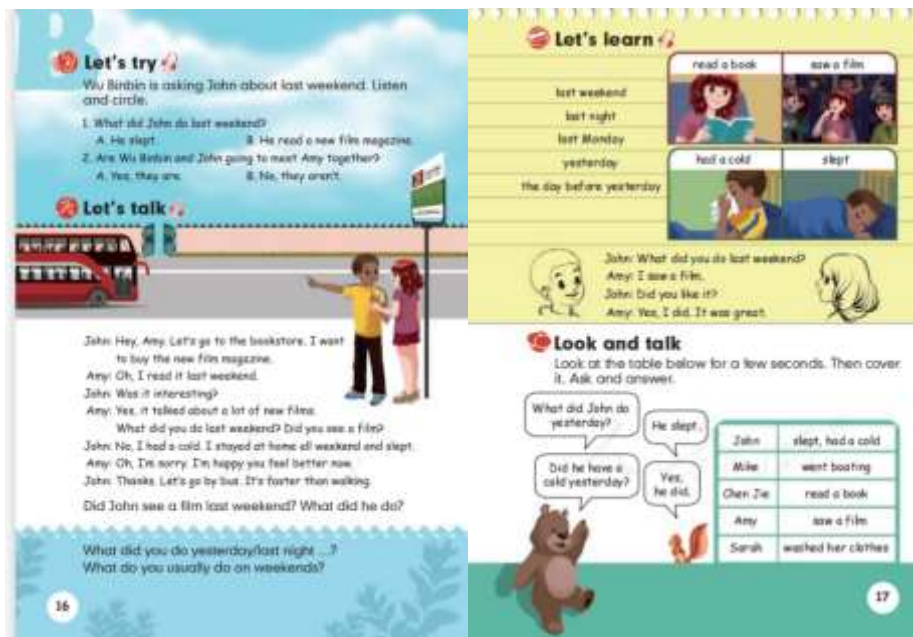 B
Let's try
Wu Binbin is asking John about last weekend. Listen
and circle.
1. What did John do last weekend?
A. He slept. B. He read a new film magazine.
2. Are Wu Binbin and John going to meet Amy together?
A. Yes, they are. B. No, they aren't.
Let's talk
John: Hey, Amy. Let's go to the bookstore. I want
to buy the new film magazine.
Amy: Oh, I read it last weekend.
John: Was it interesting?
Amy: Yes, it talked about a lot of new films.
What did you do last weekend? Did you see a film?
John: No, I had a cold. I stayed at home all weekend and slept.
Amy: Oh, I'm sorry. I'm happy you feel better now.
John: Thanks. Let's go by bus. It's faster than walking.
Did John see a film last weekend? What did he do?
What did you do yesterday/last night ...?
What do you usually do on weekends?
16
Let's learn
read a book
saw a film
last weekend
last night
last Monday
yesterday
the day before yesterday
had a cold
slept
John: What did you do last weekend?
Amy: I saw a film.
John: Did you like it?
Amy: Yes, I did. It was great.
Look and talk
Look at the table below for a few seconds. Then cover
it. Ask and answer.
What did John do
yesterday?
He slept.
Did he have a
cold yesterday?
Yes,
he did.
John slept, had a cold
Mike went boating
Chen Jie read a book
Amy saw a film
Sarah washed her clothes
17